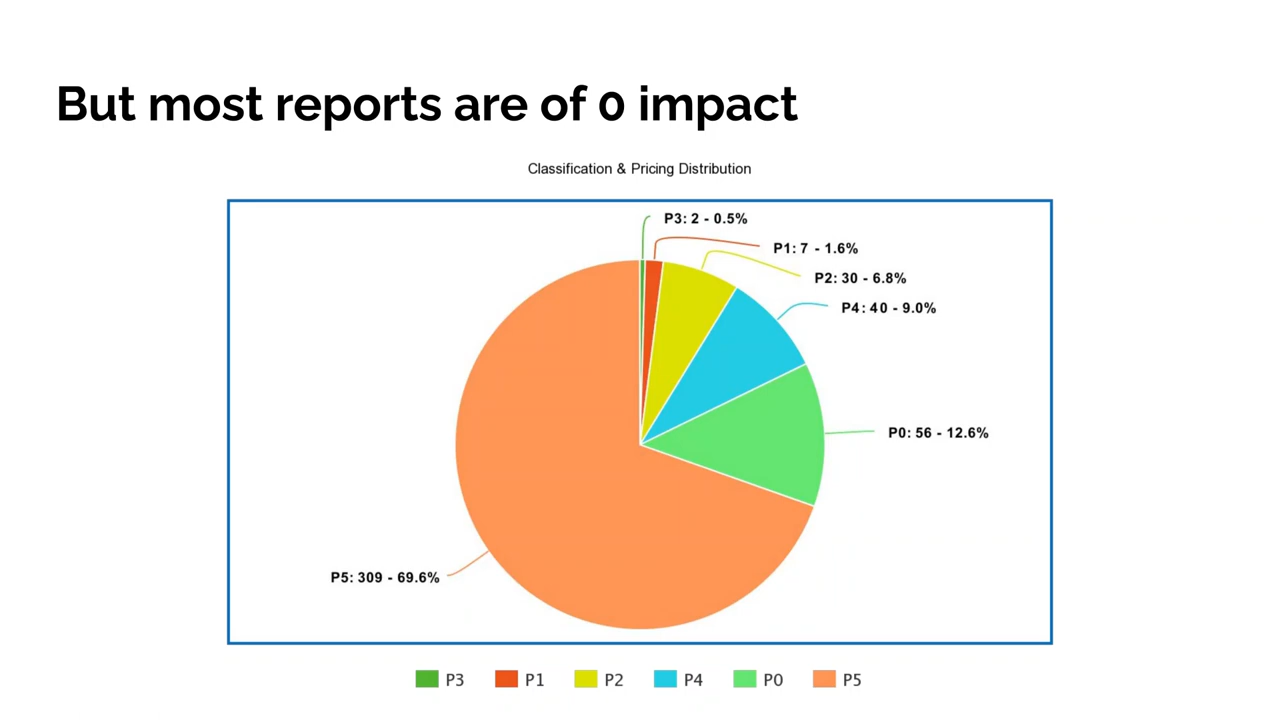 But most reports are of 0 impact
Classification & Pricing Distribution
P3: 2 - 0.5%
P1: 7 - 1.6%
P2: 30 - 6.8%
P4: 40 - 9.0%
P0: 56 - 12.6%
P5: 309 - 69.6%
P3 P1 P2 P4 P0 P5